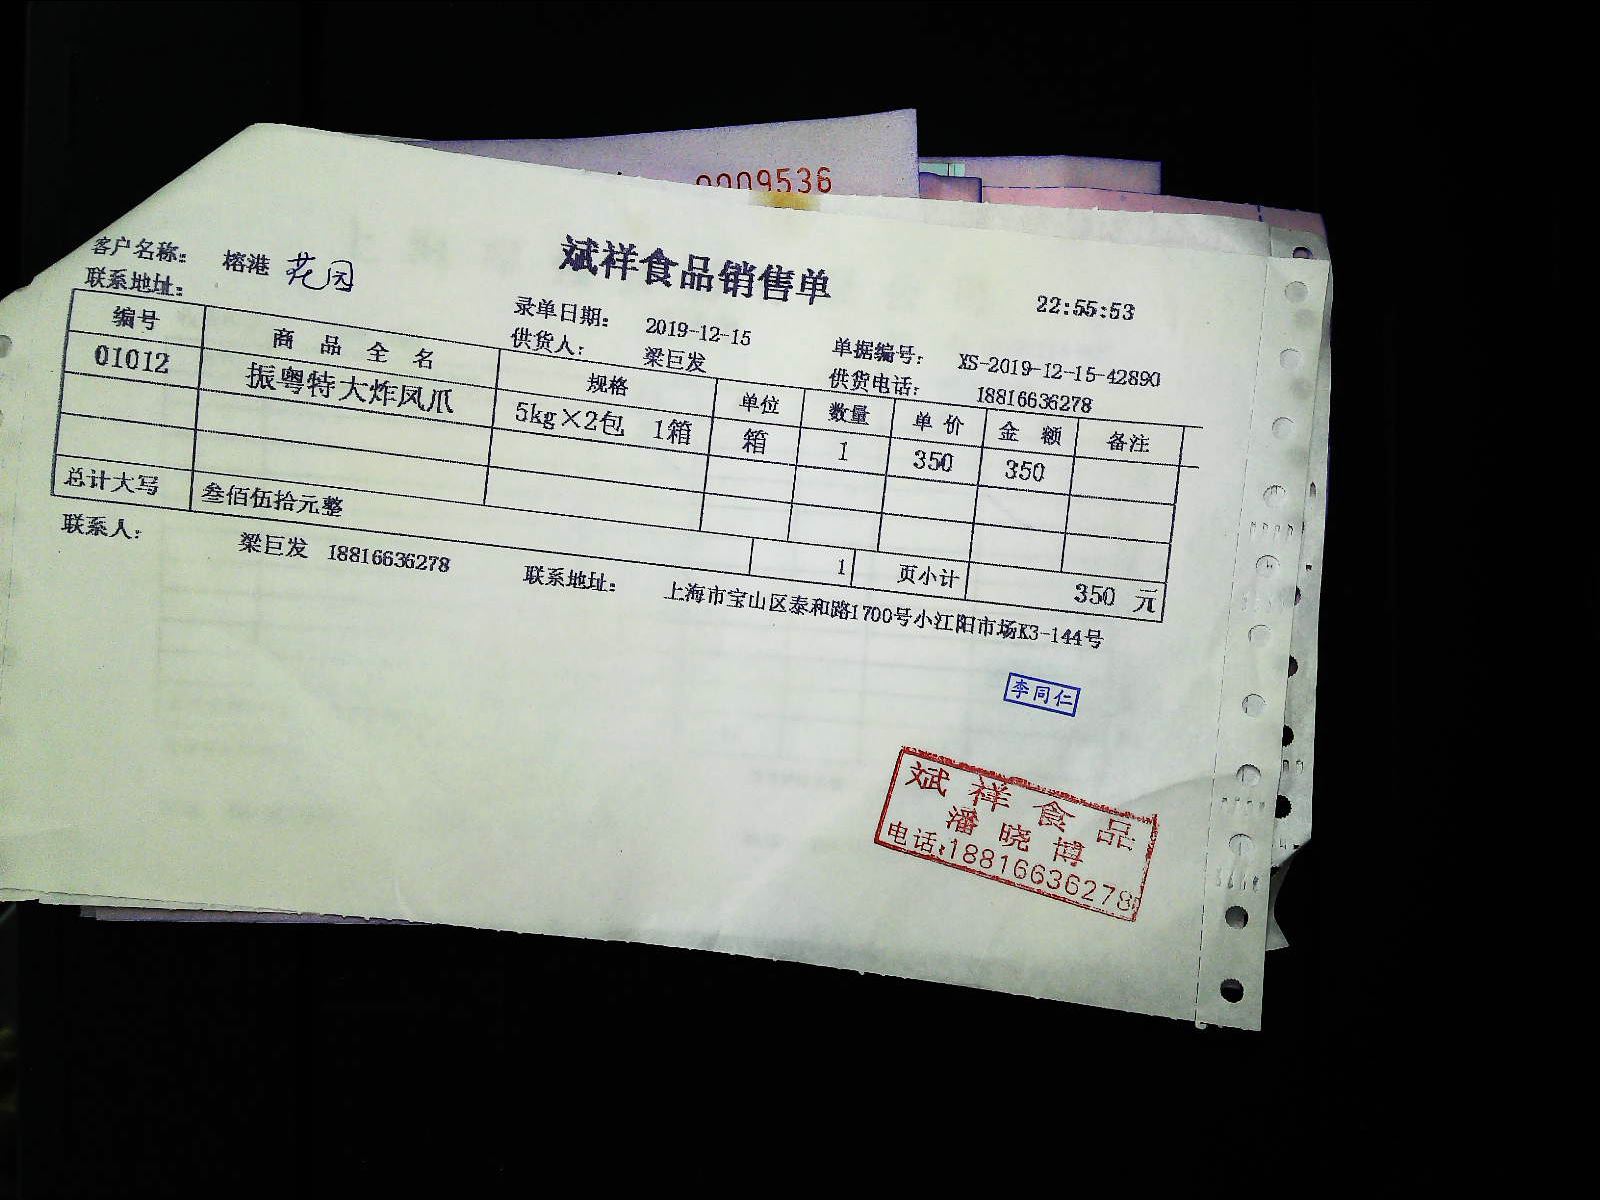 0009536
斌祥食品销售单
22:55:53
客户名称: 榕港 花园
联系地址:
录单日期: 2019-12-15
单据编号: XS-2019-12-15-42890
供货人: 梁巨发
供货电话: 18816636278
编号 商品全名 规格 单位 数量 单价 金额 备注
01012 振粤特大炸凤爪 5kg×2包 1箱 箱 1 350 350
总计大写 叁佰伍拾元整 1 页小计 350 元
联系人: 梁巨发 18816636278 联系地址: 上海市宝山区泰和路1700号小江阳市场K3-144号
李同仁
斌祥食品
潘晓博
电话:18816636278